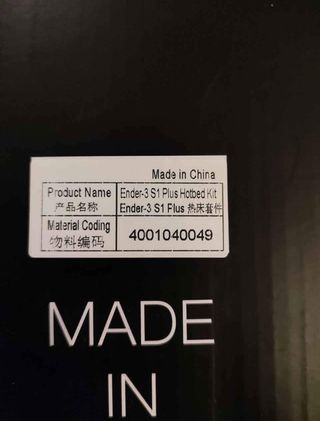 Made in China
Product Name Ender-3 S1 Plus Hotbed Kit
产品名称 Ender-3 S1 Plus 热床套件
Material Coding
物料编码 4001040049
MADE
IN